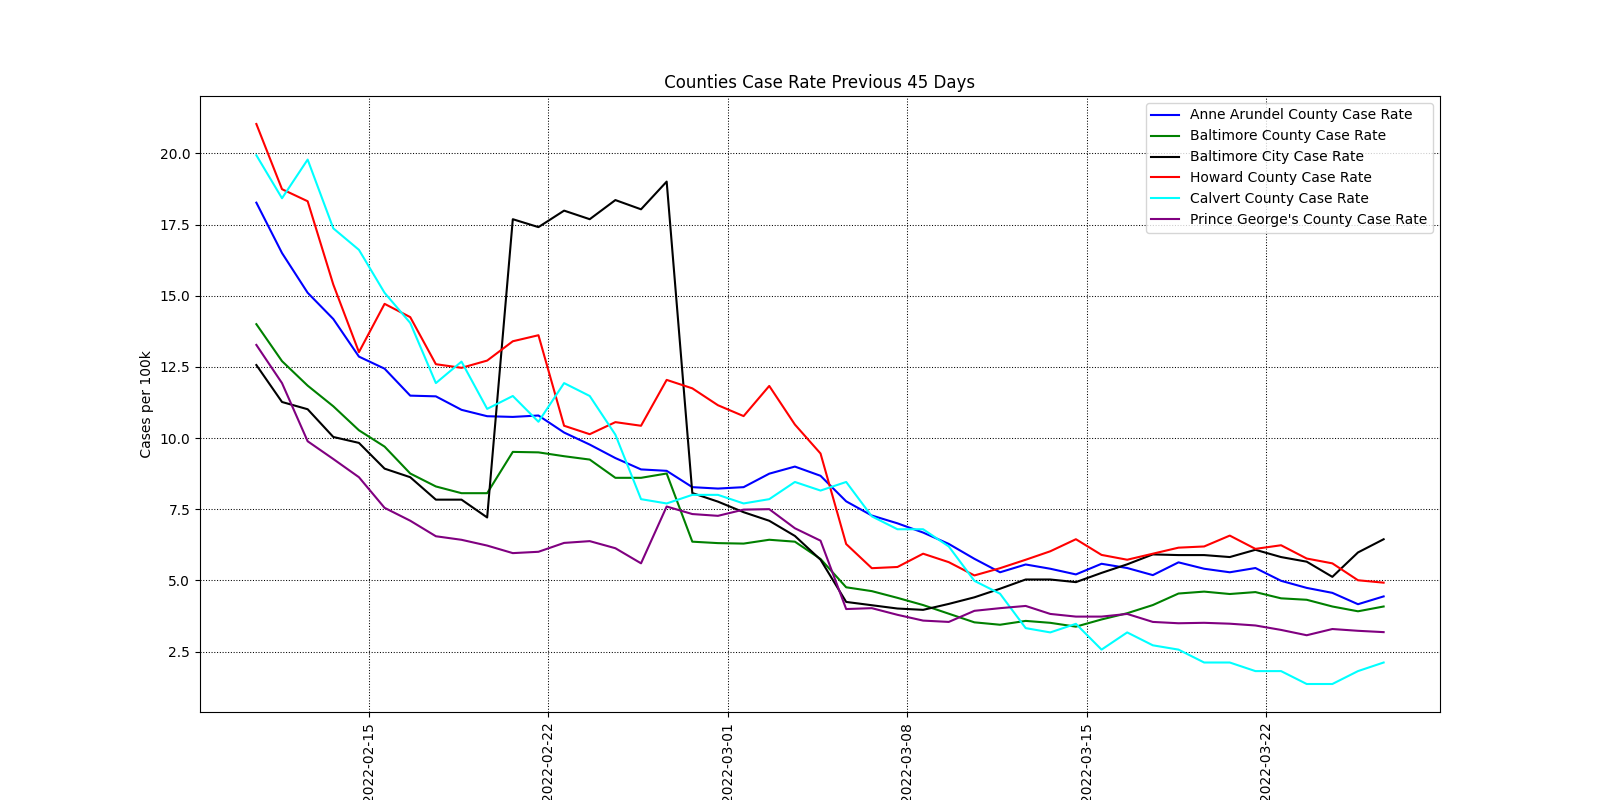 Counties Case Rate Previous 45 Days
Anne Arundel County Case Rate
Baltimore County Case Rate
Baltimore City Case Rate
Howard County Case Rate
Calvert County Case Rate
Prince George's County Case Rate
Cases per 100k
20.0
17.5
15.0
12.5
10.0
7.5
5.0
2.5
2022-02-15
2022-02-22
2022-03-01
2022-03-08
2022-03-15
2022-03-22